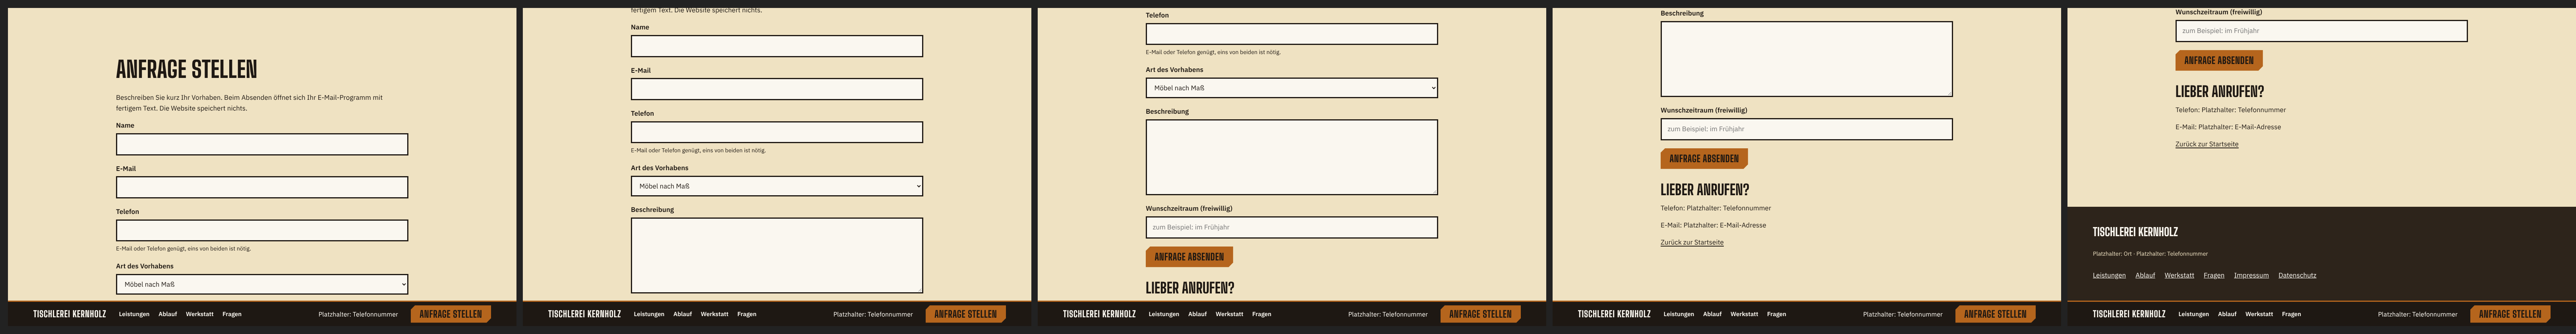 ANFRAGE STELLEN
Beschreiben Sie kurz Ihr Vorhaben. Beim Absenden öffnet sich Ihr E-Mail-Programm mit
fertigem Text. Die Website speichert nichts.
Name
E-Mail
Telefon
E-Mail oder Telefon genügt, eins von beiden ist nötig.
Art des Vorhabens
Möbel nach Maß
TISCHLEREI KERNHOLZ Leistungen Ablauf Werkstatt Fragen Platzhalter: Telefonnummer ANFRAGE STELLEN
fertigem Text. Die Website speichert nichts.
Name
E-Mail
Telefon
E-Mail oder Telefon genügt, eins von beiden ist nötig.
Art des Vorhabens
Möbel nach Maß
Beschreibung
TISCHLEREI KERNHOLZ Leistungen Ablauf Werkstatt Fragen Platzhalter: Telefonnummer ANFRAGE STELLEN
Telefon
E-Mail oder Telefon genügt, eins von beiden ist nötig.
Art des Vorhabens
Möbel nach Maß
Beschreibung
Wunschzeitraum (freiwillig)
zum Beispiel: im Frühjahr
ANFRAGE ABSENDEN
LIEBER ANRUFEN?
TISCHLEREI KERNHOLZ Leistungen Ablauf Werkstatt Fragen Platzhalter: Telefonnummer ANFRAGE STELLEN
Beschreibung
Wunschzeitraum (freiwillig)
zum Beispiel: im Frühjahr
ANFRAGE ABSENDEN
LIEBER ANRUFEN?
Telefon: Platzhalter: Telefonnummer
E-Mail: Platzhalter: E-Mail-Adresse
Zurück zur Startseite
TISCHLEREI KERNHOLZ Leistungen Ablauf Werkstatt Fragen Platzhalter: Telefonnummer ANFRAGE STELLEN
Wunschzeitraum (freiwillig)
zum Beispiel: im Frühjahr
ANFRAGE ABSENDEN
LIEBER ANRUFEN?
Telefon: Platzhalter: Telefonnummer
E-Mail: Platzhalter: E-Mail-Adresse
Zurück zur Startseite
TISCHLEREI KERNHOLZ
Platzhalter: Ort · Platzhalter: Telefonnummer
Leistungen Ablauf Werkstatt Fragen Impressum Datenschutz
TISCHLEREI KERNHOLZ Leistungen Ablauf Werkstatt Fragen Platzhalter: Telefonnummer ANFRAGE STELLEN